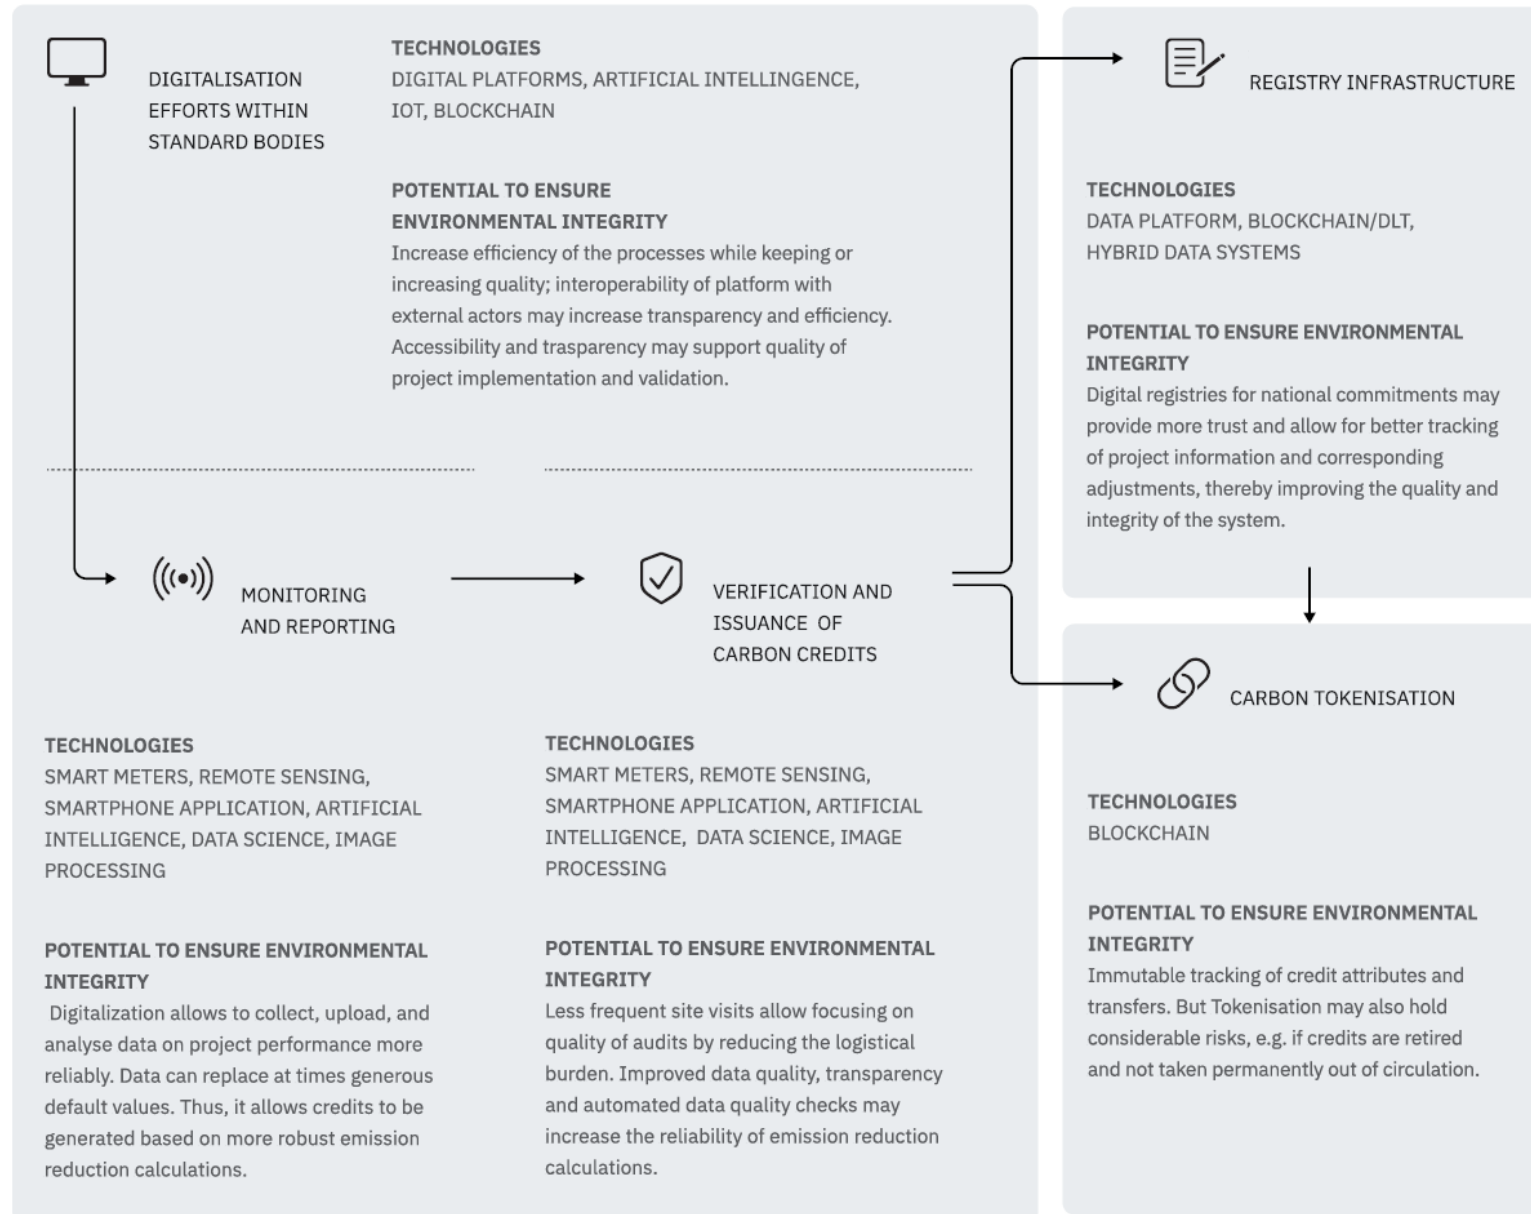 DIGITALISATION
EFFORTS WITHIN
STANDARD BODIES
TECHNOLOGIES
DIGITAL PLATFORMS, ARTIFICIAL INTELLINGENCE,
IOT, BLOCKCHAIN
POTENTIAL TO ENSURE
ENVIRONMENTAL INTEGRITY
Increase efficiency of the processes while keeping or
increasing quality; interoperability of platform with
external actors may increase transparency and efficiency.
Accessibility and trasparency may support quality of
project implementation and validation.
MONITORING
AND REPORTING
TECHNOLOGIES
SMART METERS, REMOTE SENSING,
SMARTPHONE APPLICATION, ARTIFICIAL
INTELLIGENCE, DATA SCIENCE, IMAGE
PROCESSING
POTENTIAL TO ENSURE ENVIRONMENTAL
INTEGRITY
Digitalization allows to collect, upload, and
analyse data on project performance more
reliably. Data can replace at times generous
default values. Thus, it allows credits to be
generated based on more robust emission
reduction calculations.
VERIFICATION AND
ISSUANCE OF
CARBON CREDITS
TECHNOLOGIES
SMART METERS, REMOTE SENSING,
SMARTPHONE APPLICATION, ARTIFICIAL
INTELLIGENCE, DATA SCIENCE, IMAGE
PROCESSING
POTENTIAL TO ENSURE ENVIRONMENTAL
INTEGRITY
Less frequent site visits allow focusing on
quality of audits by reducing the logistical
burden. Improved data quality, transparency
and automated data quality checks may
increase the reliability of emission reduction
calculations.
REGISTRY INFRASTRUCTURE
TECHNOLOGIES
DATA PLATFORM, BLOCKCHAIN/DLT,
HYBRID DATA SYSTEMS
POTENTIAL TO ENSURE ENVIRONMENTAL
INTEGRITY
Digital registries for national commitments may
provide more trust and allow for better tracking
of project information and corresponding
adjustments, thereby improving the quality and
integrity of the system.
CARBON TOKENISATION
TECHNOLOGIES
BLOCKCHAIN
POTENTIAL TO ENSURE ENVIRONMENTAL
INTEGRITY
Immutable tracking of credit attributes and
transfers. But Tokenisation may also hold
considerable risks, e.g. if credits are retired
and not taken permanently out of circulation.